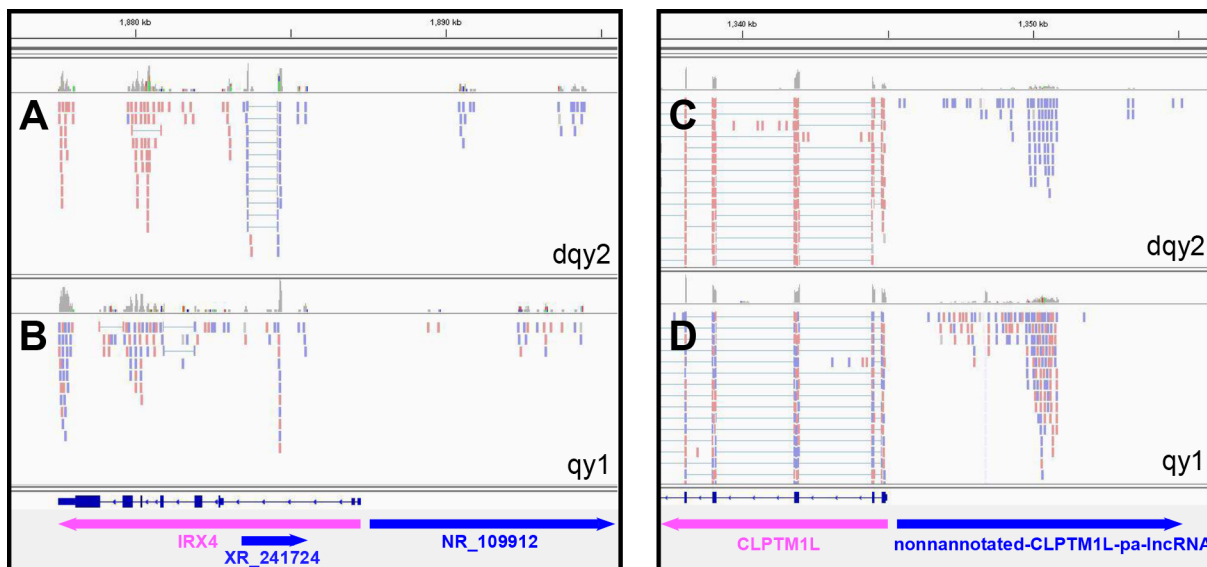 1,880 kb
1,890 kb
A
dqy2
B
qy1
IRX4
NR_109912
XR_241724
1,340 kb
1,350 kb
C
dqy2
D
qy1
CLPTM1L
nonnannotated-CLPTM1L-pa-lncRNA